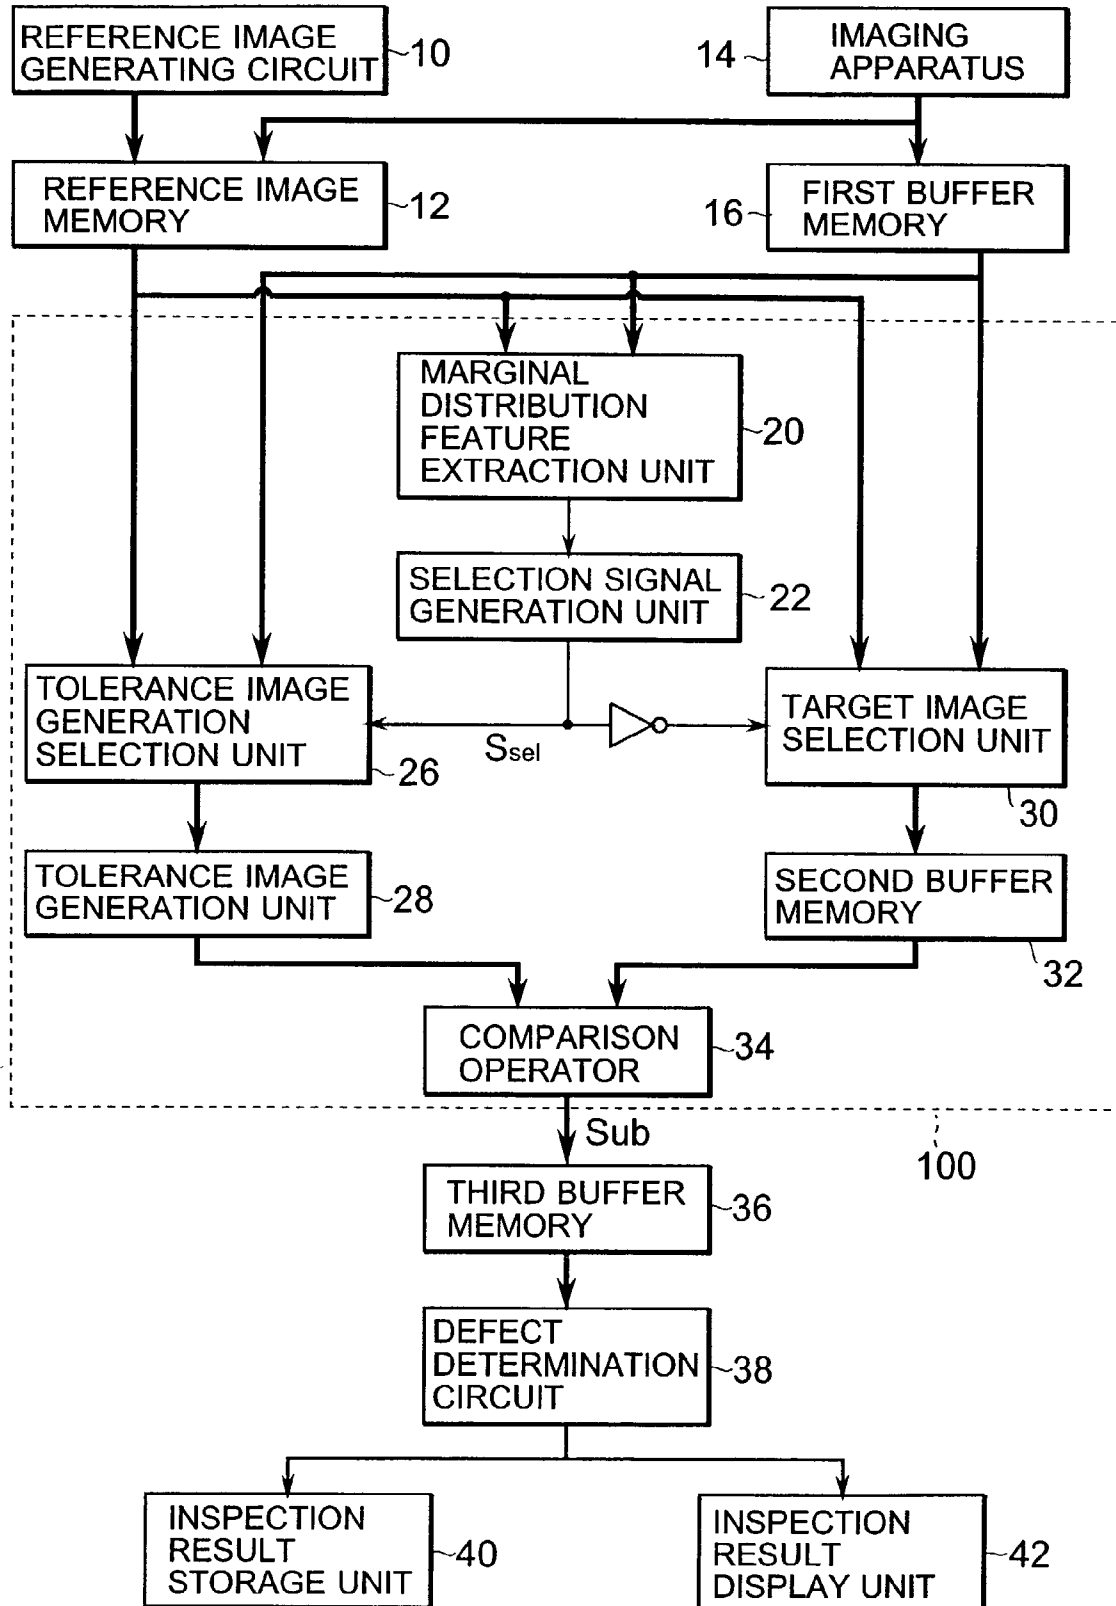 REFERENCE IMAGE
GENERATING CIRCUIT
10
14
IMAGING
APPARATUS
REFERENCE IMAGE
MEMORY
12
16
FIRST BUFFER
MEMORY
MARGINAL
DISTRIBUTION
FEATURE
EXTRACTION UNIT
20
SELECTION SIGNAL
GENERATION UNIT
22
TOLERANCE IMAGE
GENERATION
SELECTION UNIT
26
Ssel
TARGET IMAGE
SELECTION UNIT
30
TOLERANCE IMAGE
GENERATION UNIT
28
SECOND BUFFER
MEMORY
32
COMPARISON
OPERATOR
34
Sub
100
THIRD BUFFER
MEMORY
36
DEFECT
DETERMINATION
CIRCUIT
38
INSPECTION
RESULT
STORAGE UNIT
40
INSPECTION
RESULT
DISPLAY UNIT
42